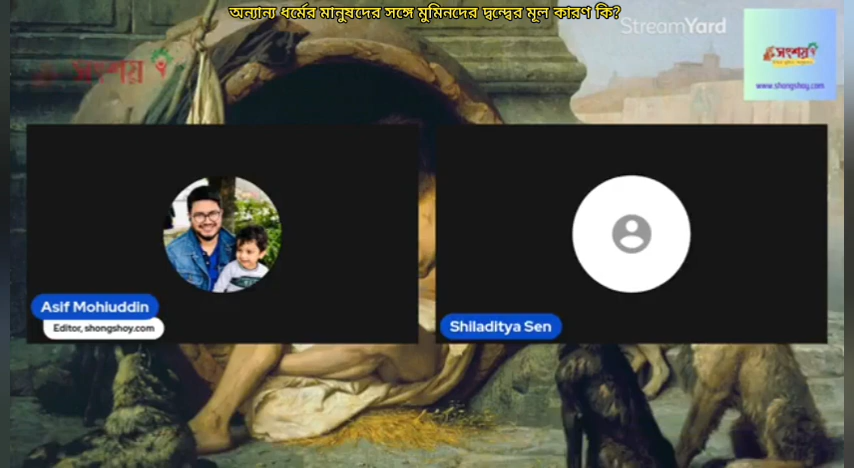 অন্যান্য ধর্মের মানুষদের সঙ্গে মুমিনদের দ্বন্দ্বের মূল কারণ কি?
StreamYard
সংশয়
সংশয়
www.shongshoy.com
Asif Mohiuddin
Editor, shongshoy.com
Shiladitya Sen